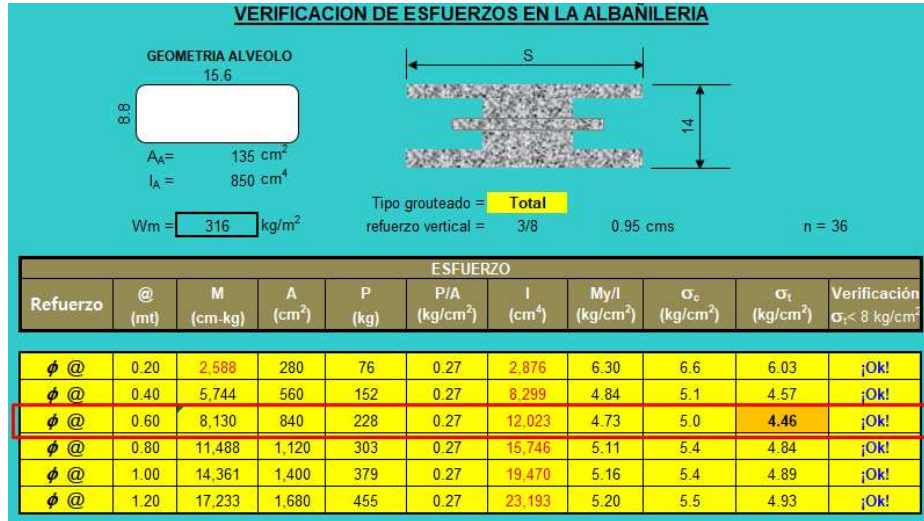 VERIFICACION DE ESFUERZOS EN LA ALBAÑILERIA
GEOMETRIA ALVEOLO
15.6
8.8
S
14
A_A= 135 cm²
I_A = 850 cm⁴
Tipo grouteado = Total
Wm = 316 kg/m² refuerzo vertical = 3/8 0.95 cms n = 36
ESFUERZO
Refuerzo @ (mt) M (cm-kg) A (cm²) P (kg) P/A (kg/cm²) I (cm⁴) My/I (kg/cm²) σc (kg/cm²) σt (kg/cm²) Verificación σt< 8 kg/cm²
ϕ @ 0.20 2,588 280 76 0.27 2,876 6.30 6.6 6.03 ¡Ok!
ϕ @ 0.40 5,744 560 152 0.27 8,299 4.84 5.1 4.57 ¡Ok!
ϕ @ 0.60 8,130 840 228 0.27 12,023 4.73 5.0 4.46 ¡Ok!
ϕ @ 0.80 11,488 1,120 303 0.27 15,746 5.11 5.4 4.84 ¡Ok!
ϕ @ 1.00 14,361 1,400 379 0.27 19,470 5.16 5.4 4.89 ¡Ok!
ϕ @ 1.20 17,233 1,680 455 0.27 23,193 5.20 5.5 4.93 ¡Ok!